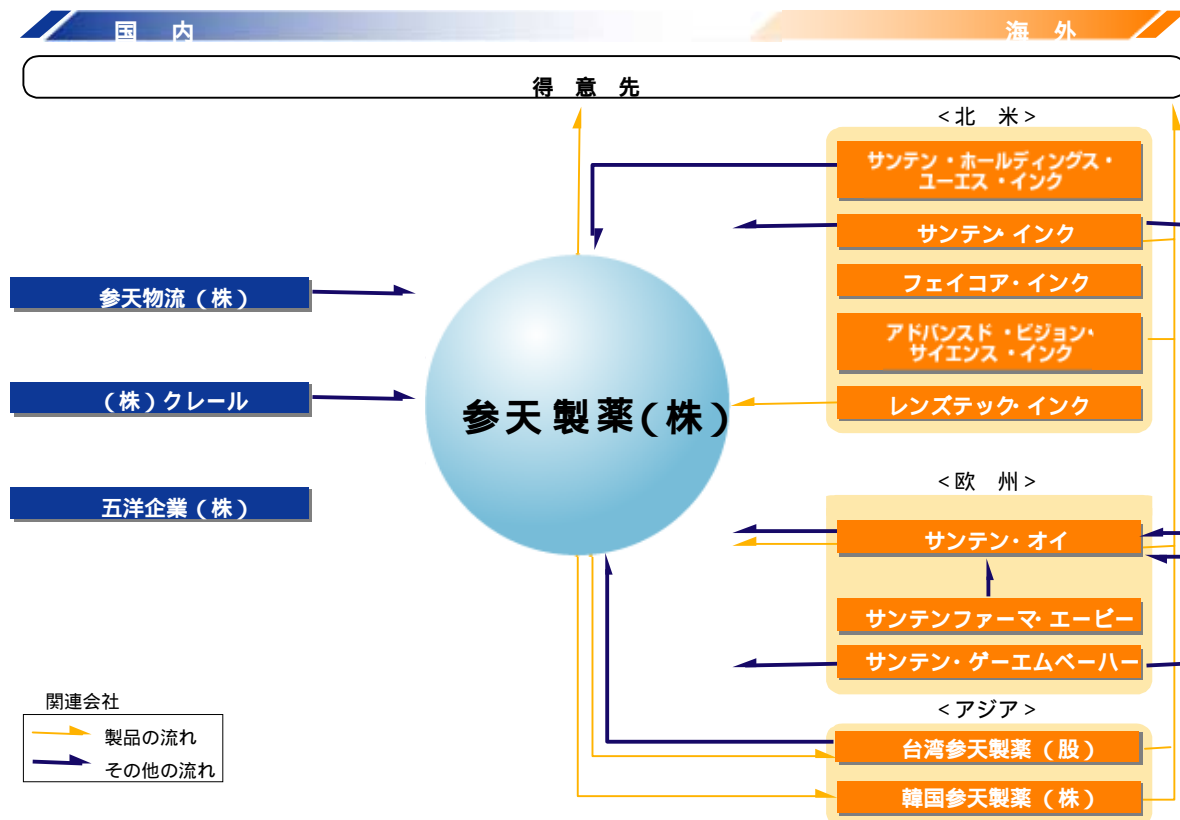 国 内
海 外
得 意 先
<北 米>
サンテン・ホールディングス・
ユーエス・インク
サンテン・インク
フェイコア・インク
アドバンスド・ビジョン・
サイエンス・インク
レンズテック・インク
参天物流(株)
(株)クレール
五洋企業(株)
参天製薬(株)
<欧 州>
サンテン・オイ
サンテンファーマ・エービー
サンテン・ゲーエムベーハー
<アジア>
台湾参天製薬(股)
韓国参天製薬(株)
関連会社
製品の流れ
その他の流れ